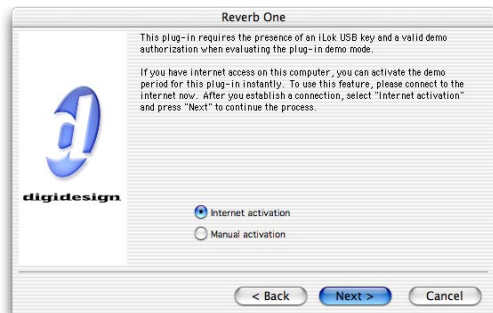 Reverb One
This plug-in requires the presence of an iLok USB key and a valid demo
authorization when evaluating the plug-in demo mode.
If you have internet access on this computer, you can activate the demo
period for this plug-in instantly. To use this feature, please connect to the
internet now. After you establish a connection, select "Internet activation"
and press "Next" to continue the process.
digidesign
Internet activation
Manual activation
< Back
Next >
Cancel